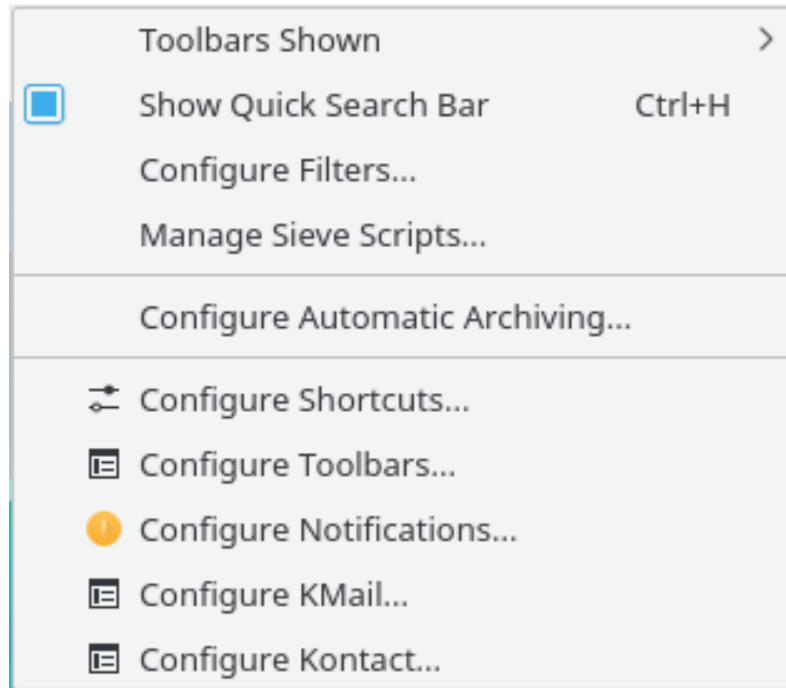 Toolbars Shown
Show Quick Search Bar Ctrl+H
Configure Filters...
Manage Sieve Scripts...
Configure Automatic Archiving...
Configure Shortcuts...
Configure Toolbars...
Configure Notifications...
Configure KMail...
Configure Kontact...